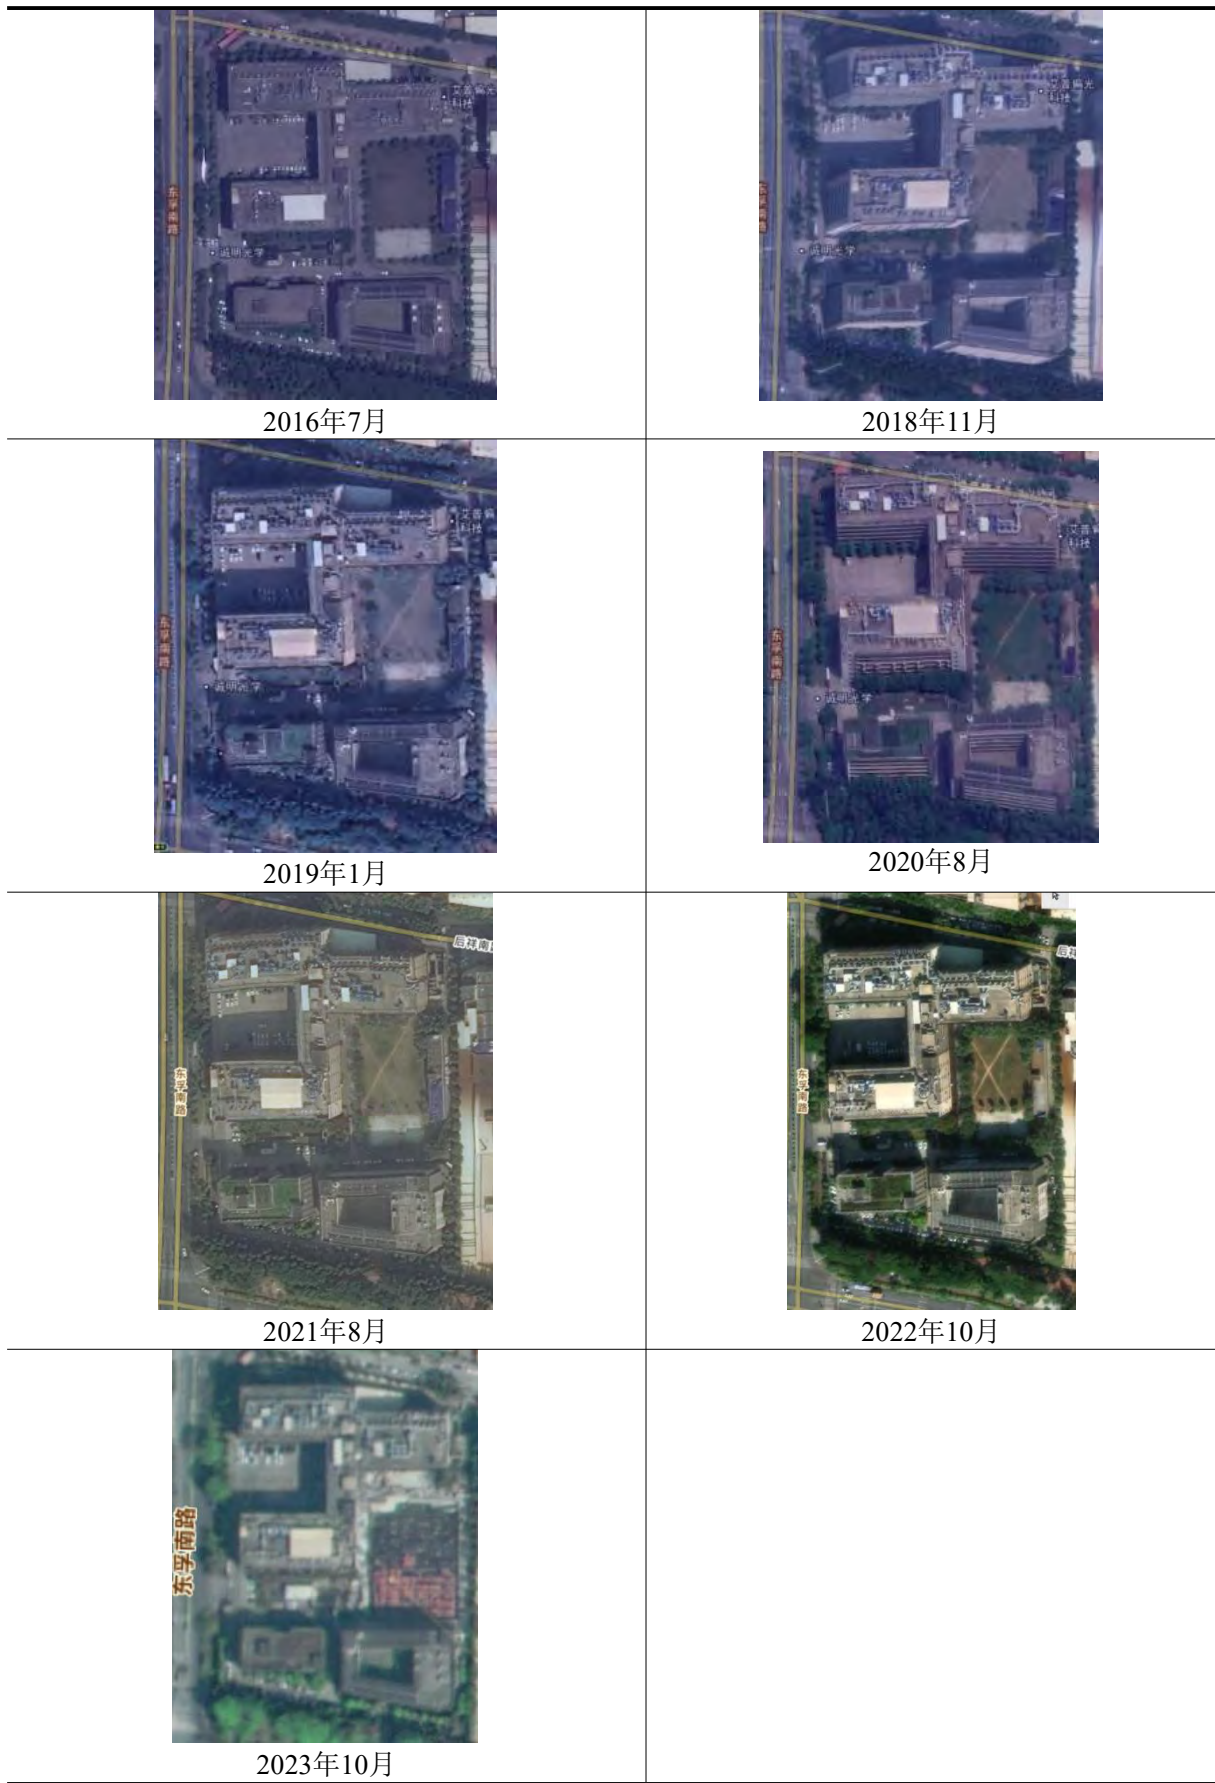 艾普偏光
科技
东孚南路
诚明光学
2016年7月
艾普偏光
科技
东孚南路
诚明光学
2018年11月
艾普偏
科技
东孚南路
诚明光学
2019年1月
艾普偏
科技
东孚南路
诚明光学
2020年8月
后祥南
东孚南路
2021年8月
后祥
东孚南路
2022年10月
东孚南路
2023年10月